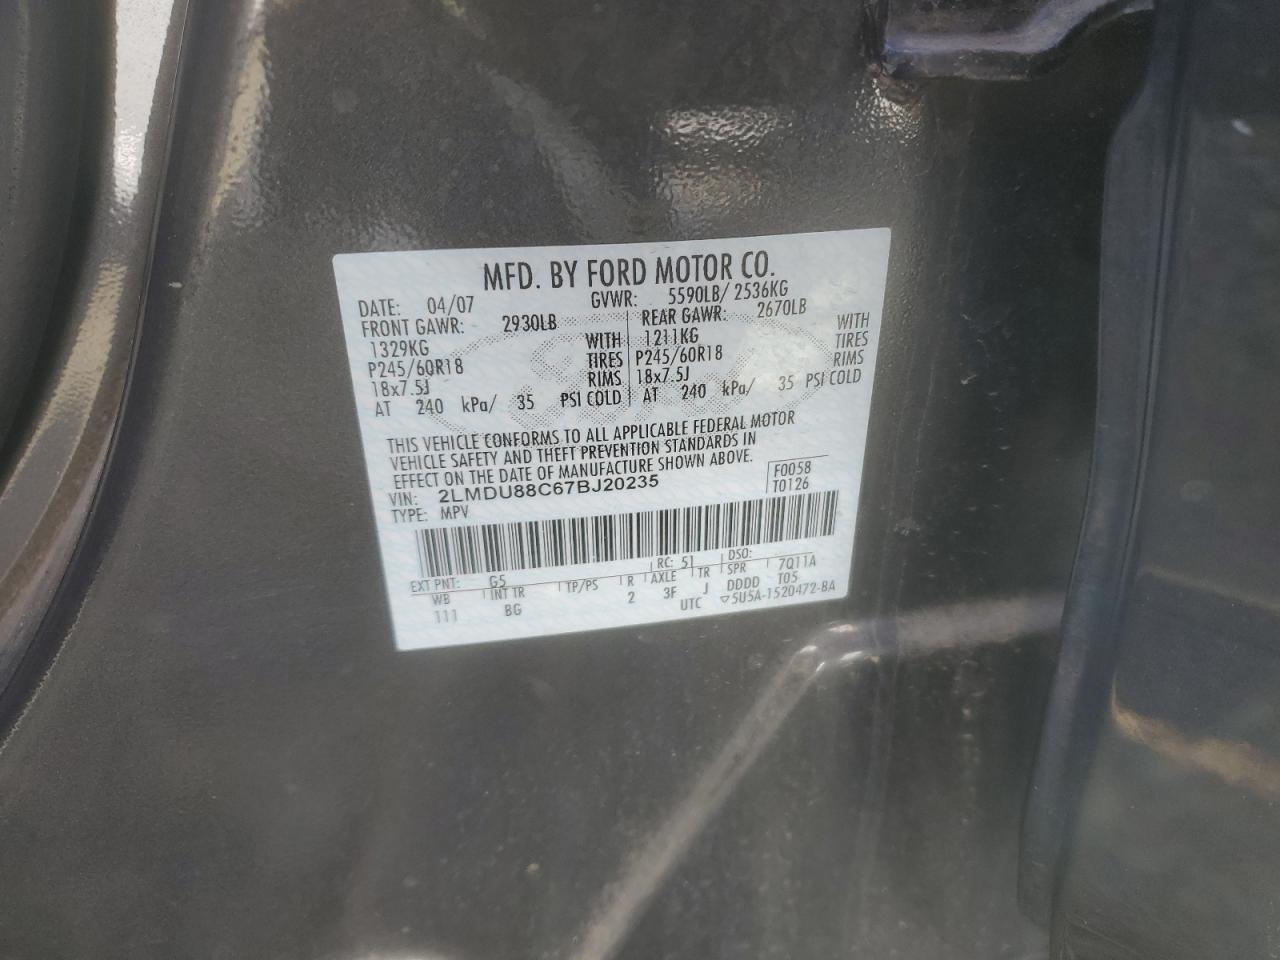 MFD. BY FORD MOTOR CO.
DATE: 04/07 GVWR: 5590LB/ 2536KG
FRONT GAWR: 2930LB REAR GAWR: 2670LB
1329KG WITH 1211KG WITH
P245/60R18 TIRES P245/60R18 TIRES
18x7.5J RIMS 18x7.5J RIMS
AT 240 kPa/ 35 PSI COLD AT 240 kPa/ 35 PSI COLD
THIS VEHICLE CONFORMS TO ALL APPLICABLE FEDERAL MOTOR
VEHICLE SAFETY AND THEFT PREVENTION STANDARDS IN
EFFECT ON THE DATE OF MANUFACTURE SHOWN ABOVE.
VIN: 2LMDU88C67BJ20235 F0058
TYPE: MPV T0126
EXT PNT: G5 RC: 51 DSO:
WB INT TR TP/PS R AXLE TR SPR 7Q11A
111 BG 2 3F J DDDD T05
UTC ▽5U5A-1520472-BA